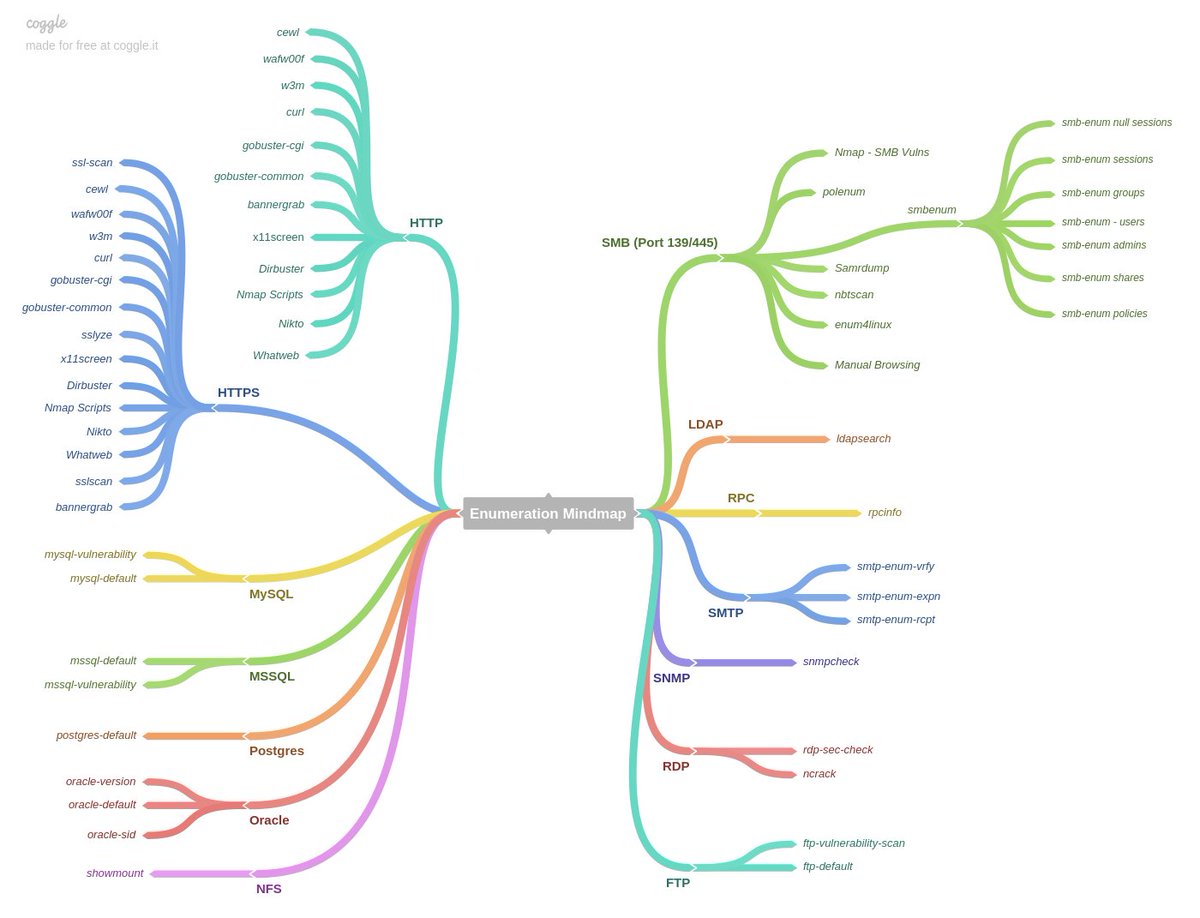 coggle
made for free at coggle.it
cewl
wafw00f
w3m
curl
gobuster-cgi
gobuster-common
bannergrab
x11screen
Dirbuster
Nmap Scripts
Nikto
Whatweb
HTTP
ssl-scan
cewl
wafw00f
w3m
curl
gobuster-cgi
gobuster-common
sslyze
x11screen
Dirbuster
Nmap Scripts
Nikto
Whatweb
sslscan
bannergrab
HTTPS
mysql-vulnerability
mysql-default
MySQL
mssql-default
mssql-vulnerability
MSSQL
postgres-default
Postgres
oracle-version
oracle-default
oracle-sid
Oracle
showmount
NFS
Enumeration Mindmap
SMB (Port 139/445)
Nmap - SMB Vulns
polenum
smbenum
smb-enum null sessions
smb-enum sessions
smb-enum groups
smb-enum - users
smb-enum admins
smb-enum shares
smb-enum policies
Samrdump
nbtscan
enum4linux
Manual Browsing
LDAP
ldapsearch
RPC
rpcinfo
SMTP
smtp-enum-vrfy
smtp-enum-expn
smtp-enum-rcpt
SNMP
snmpcheck
RDP
rdp-sec-check
ncrack
FTP
ftp-vulnerability-scan
ftp-default